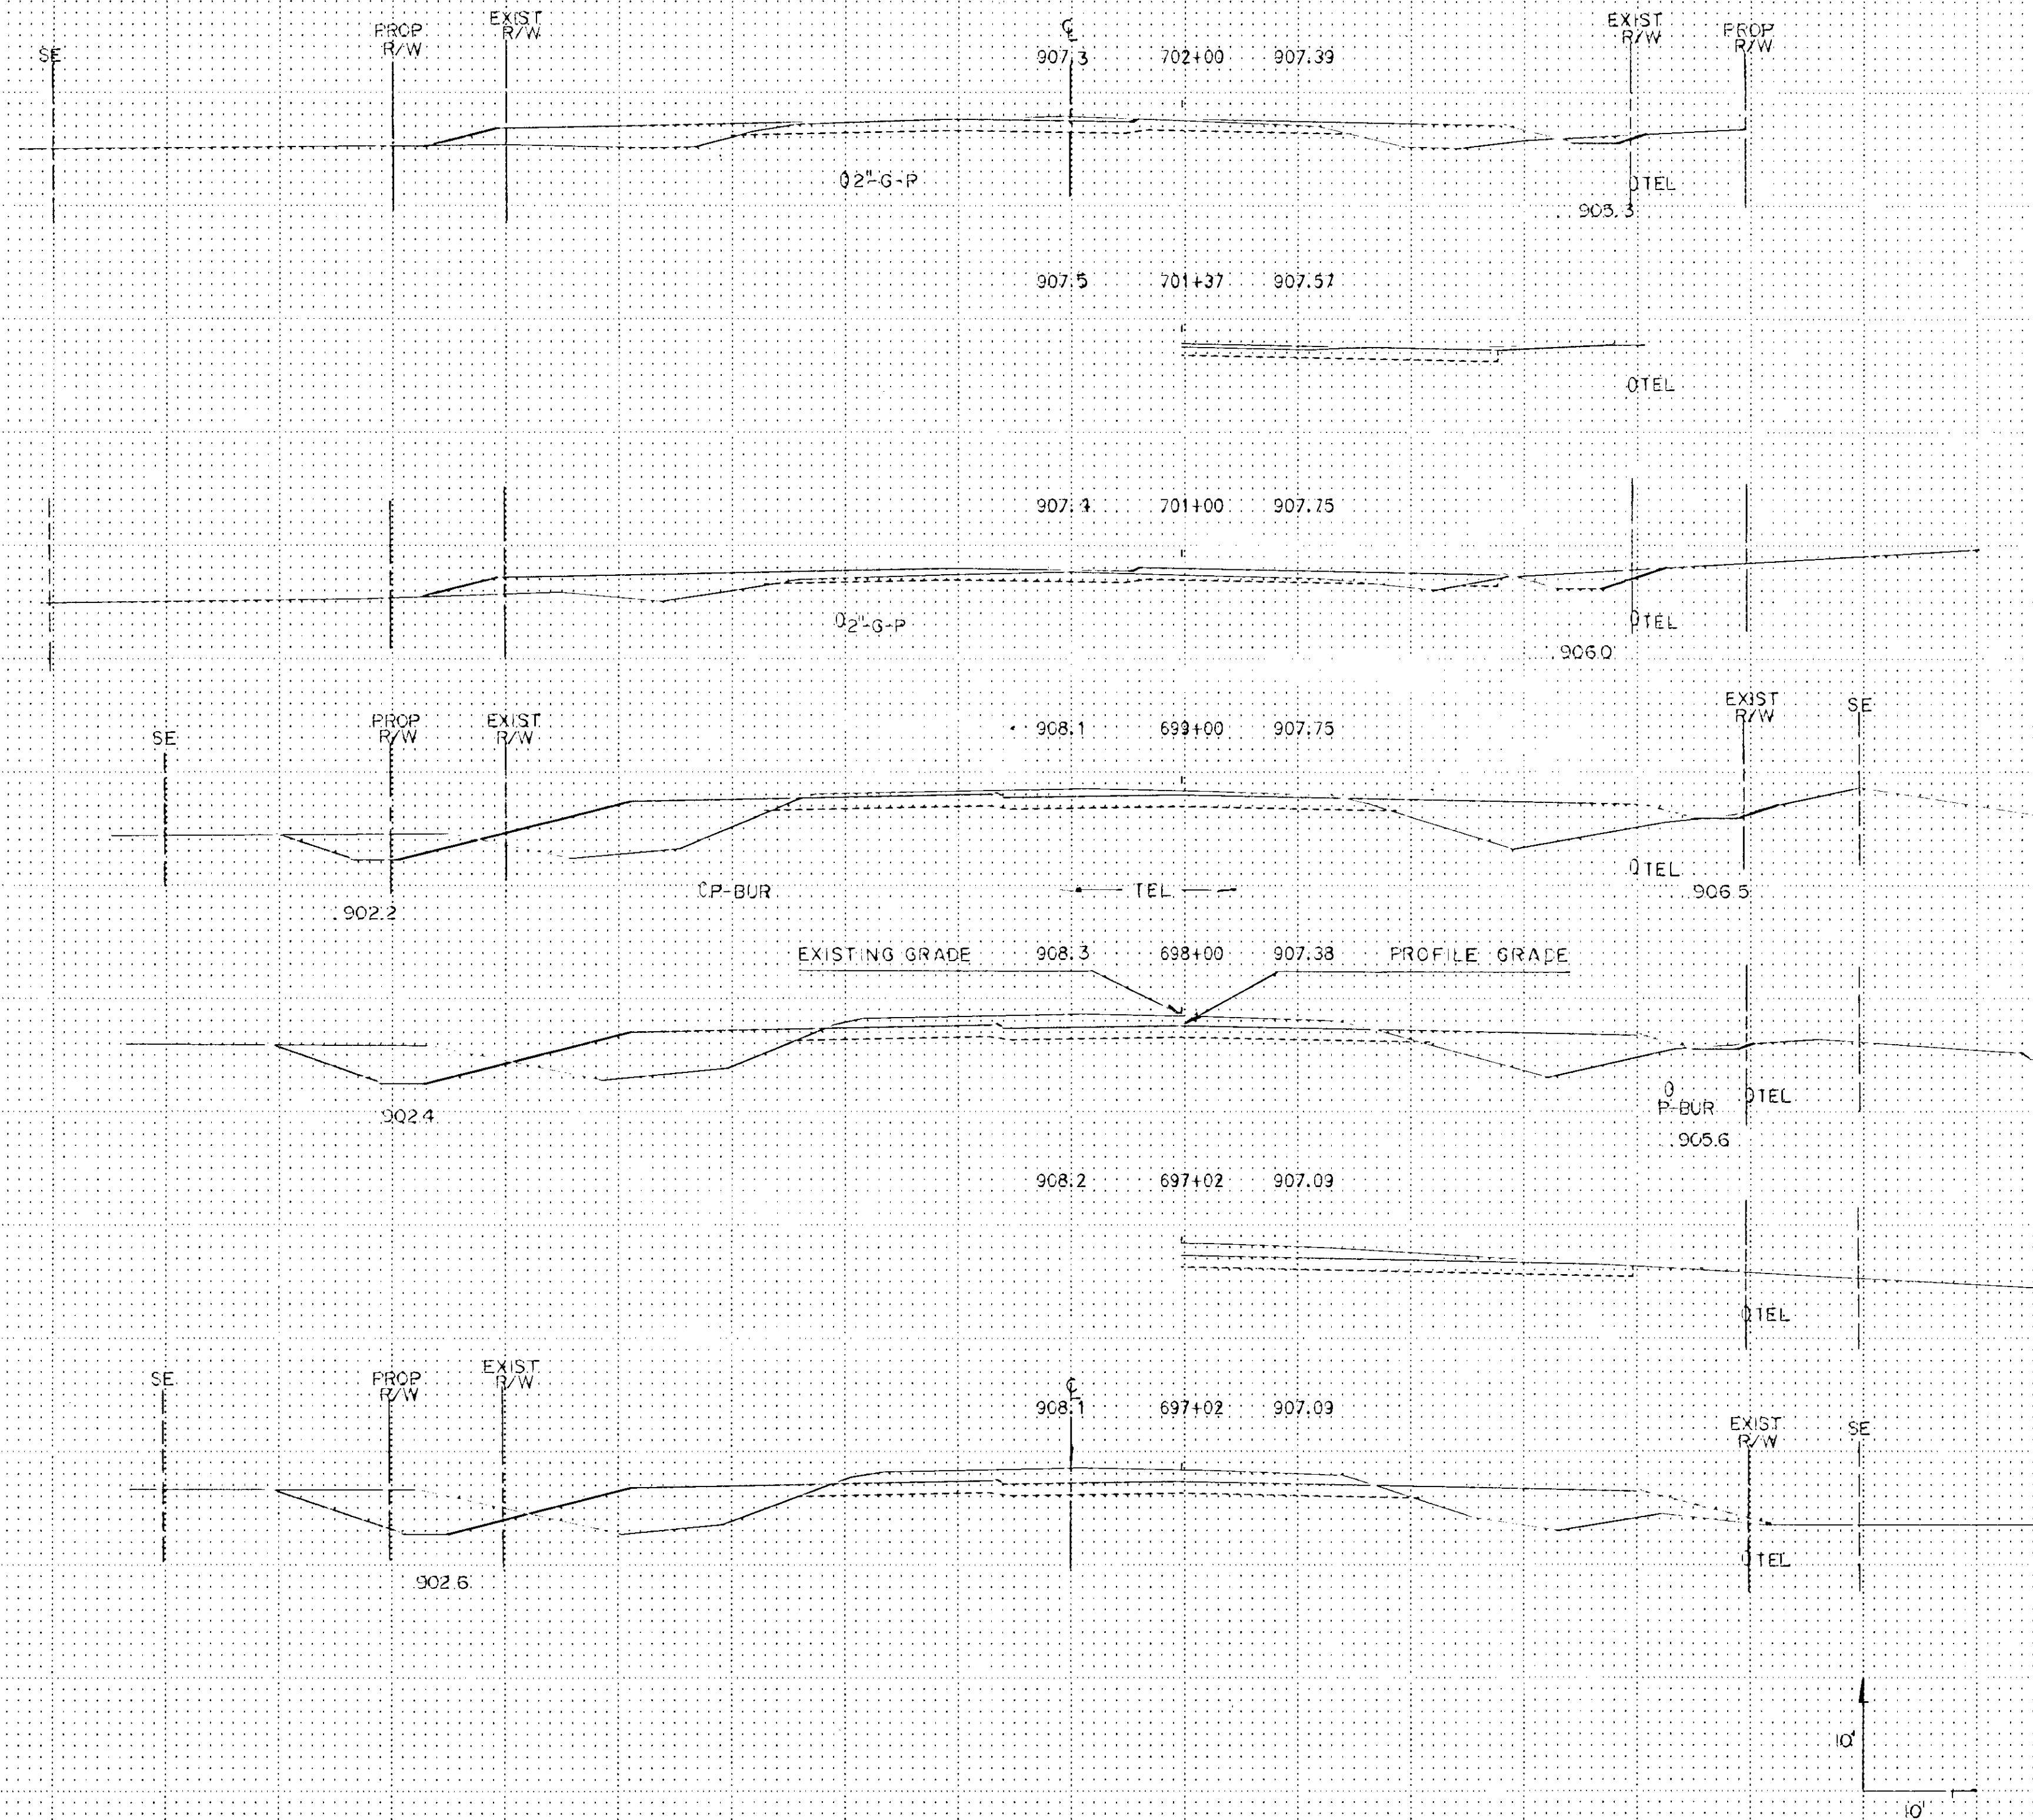 SE
PROP
R/W
EXIST
R/W
℄
EXIST
R/W
PROP
R/W
907.3 702+00 907.39
2"-G-P
TEL
905.3
907.5 701+37 907.57
TEL
907.4 701+00 907.75
2"-G-P
TEL
906.0
SE
PROP
R/W
EXIST
R/W
908.1 699+00 907.75
EXIST
R/W
SE
P-BUR
TEL
TEL
902.2
906.5
EXISTING GRADE 908.3 698+00 907.38 PROFILE GRADE
902.4
P-BUR
TEL
905.6
908.2 697+02 907.09
TEL
SE
PROP
R/W
EXIST
R/W
℄
908.1 697+02 907.09
EXIST
R/W
SE
TEL
902.6
10'
10'